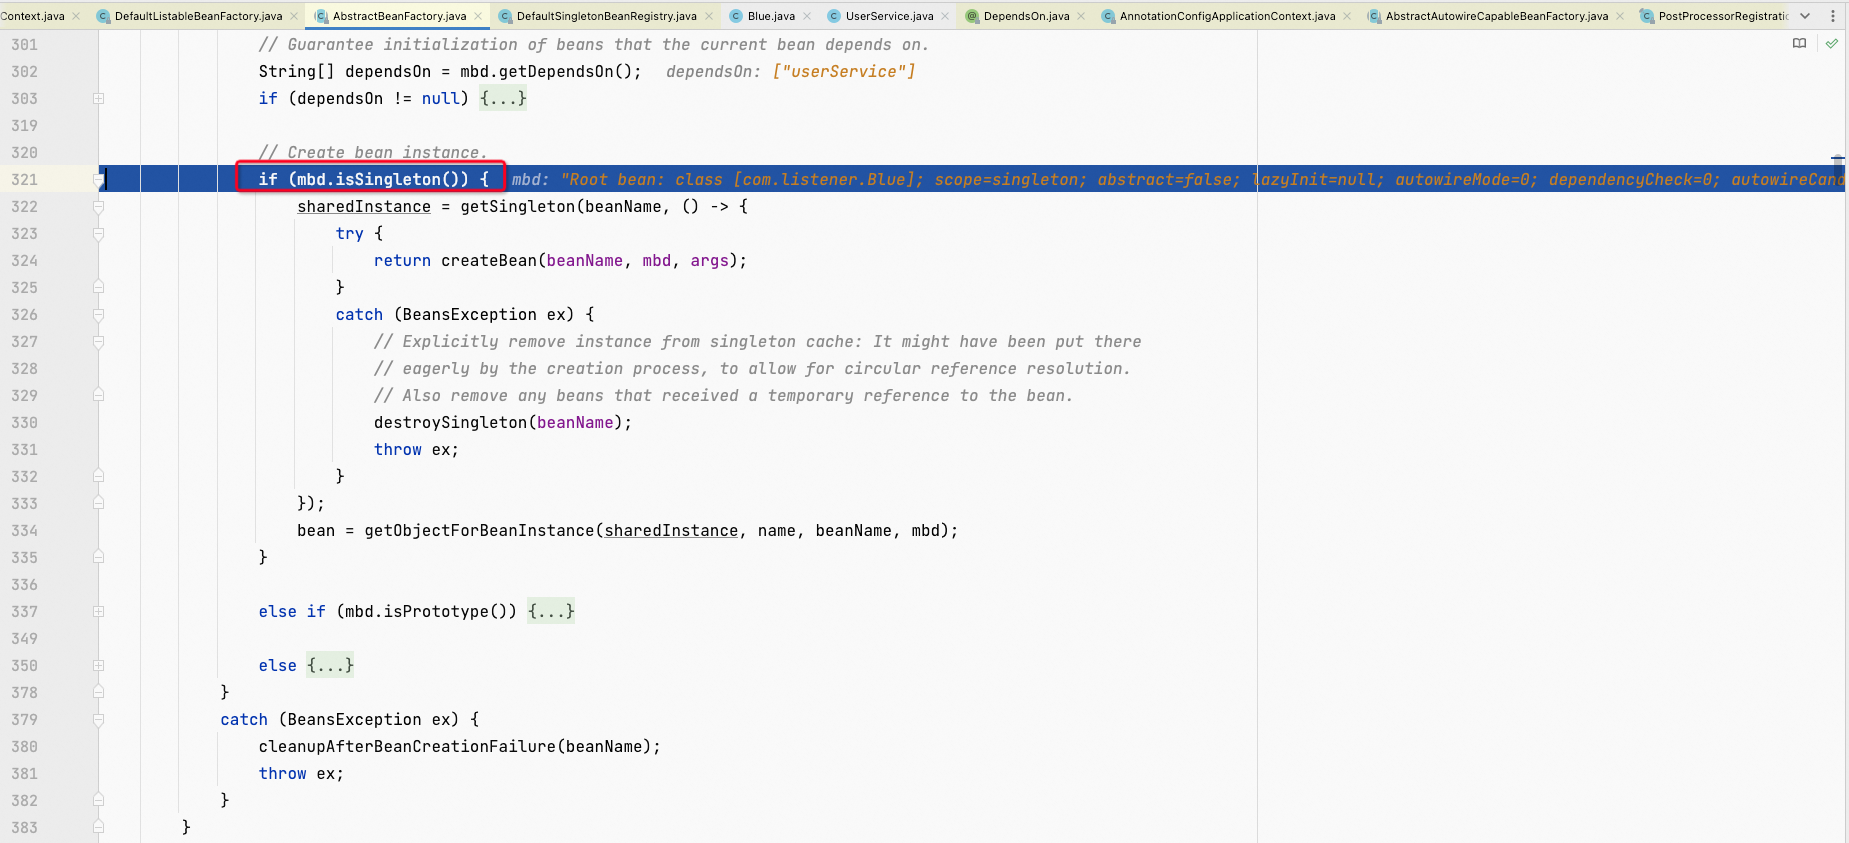 Context.java DefaultListableBeanFactory.java AbstractBeanFactory.java DefaultSingletonBeanRegistry.java Blue.java UserService.java DependsOn.java AnnotationConfigApplicationContext.java AbstractAutowireCapableBeanFactory.java PostProcessorRegistratio
301 // Guarantee initialization of beans that the current bean depends on.
302 String[] dependsOn = mbd.getDependsOn(); dependsOn: ["userService"]
303 if (dependsOn != null) {...}
319
320 // Create bean instance.
321 if (mbd.isSingleton()) { mbd: "Root bean: class [com.listener.Blue]; scope=singleton; abstract=false; lazyInit=null; autowireMode=0; dependencyCheck=0; autowireCand
322 sharedInstance = getSingleton(beanName, () -> {
323 try {
324 return createBean(beanName, mbd, args);
325 }
326 catch (BeansException ex) {
327 // Explicitly remove instance from singleton cache: It might have been put there
328 // eagerly by the creation process, to allow for circular reference resolution.
329 // Also remove any beans that received a temporary reference to the bean.
330 destroySingleton(beanName);
331 throw ex;
332 }
333 });
334 bean = getObjectForBeanInstance(sharedInstance, name, beanName, mbd);
335 }
336
337 else if (mbd.isPrototype()) {...}
349
350 else {...}
378 }
379 catch (BeansException ex) {
380 cleanupAfterBeanCreationFailure(beanName);
381 throw ex;
382 }
383 }